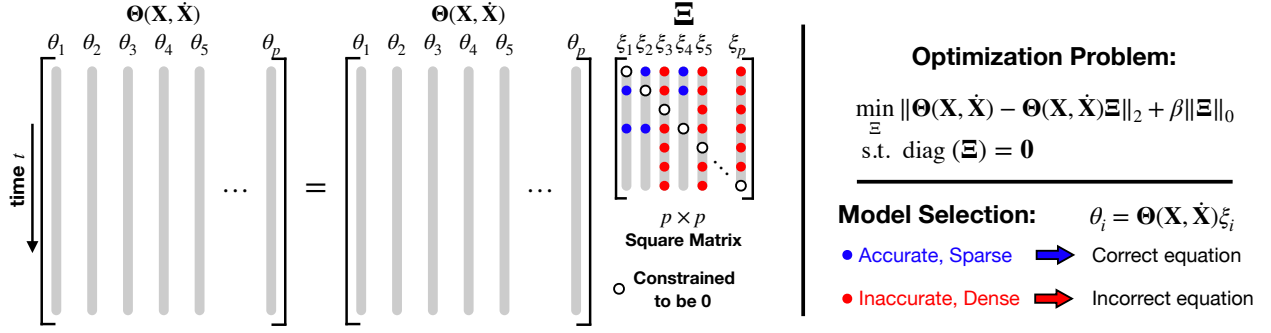 Θ(X, Ẋ)
θ₁ θ₂ θ₃ θ₄ θ₅ θₚ
time t
...
=
Θ(X, Ẋ)
θ₁ θ₂ θ₃ θ₄ θ₅ θₚ
...
Ξ
ξ₁ ξ₂ ξ₃ ξ₄ ξ₅ ξₚ
⋱
p × p
Square Matrix
Constrained
to be 0
Optimization Problem:
min ‖Θ(X, Ẋ) − Θ(X, Ẋ)Ξ‖₂ + β‖Ξ‖₀
Ξ
s.t. diag (Ξ) = 0
Model Selection: θᵢ = Θ(X, Ẋ)ξᵢ
Accurate, Sparse Correct equation
Inaccurate, Dense Incorrect equation